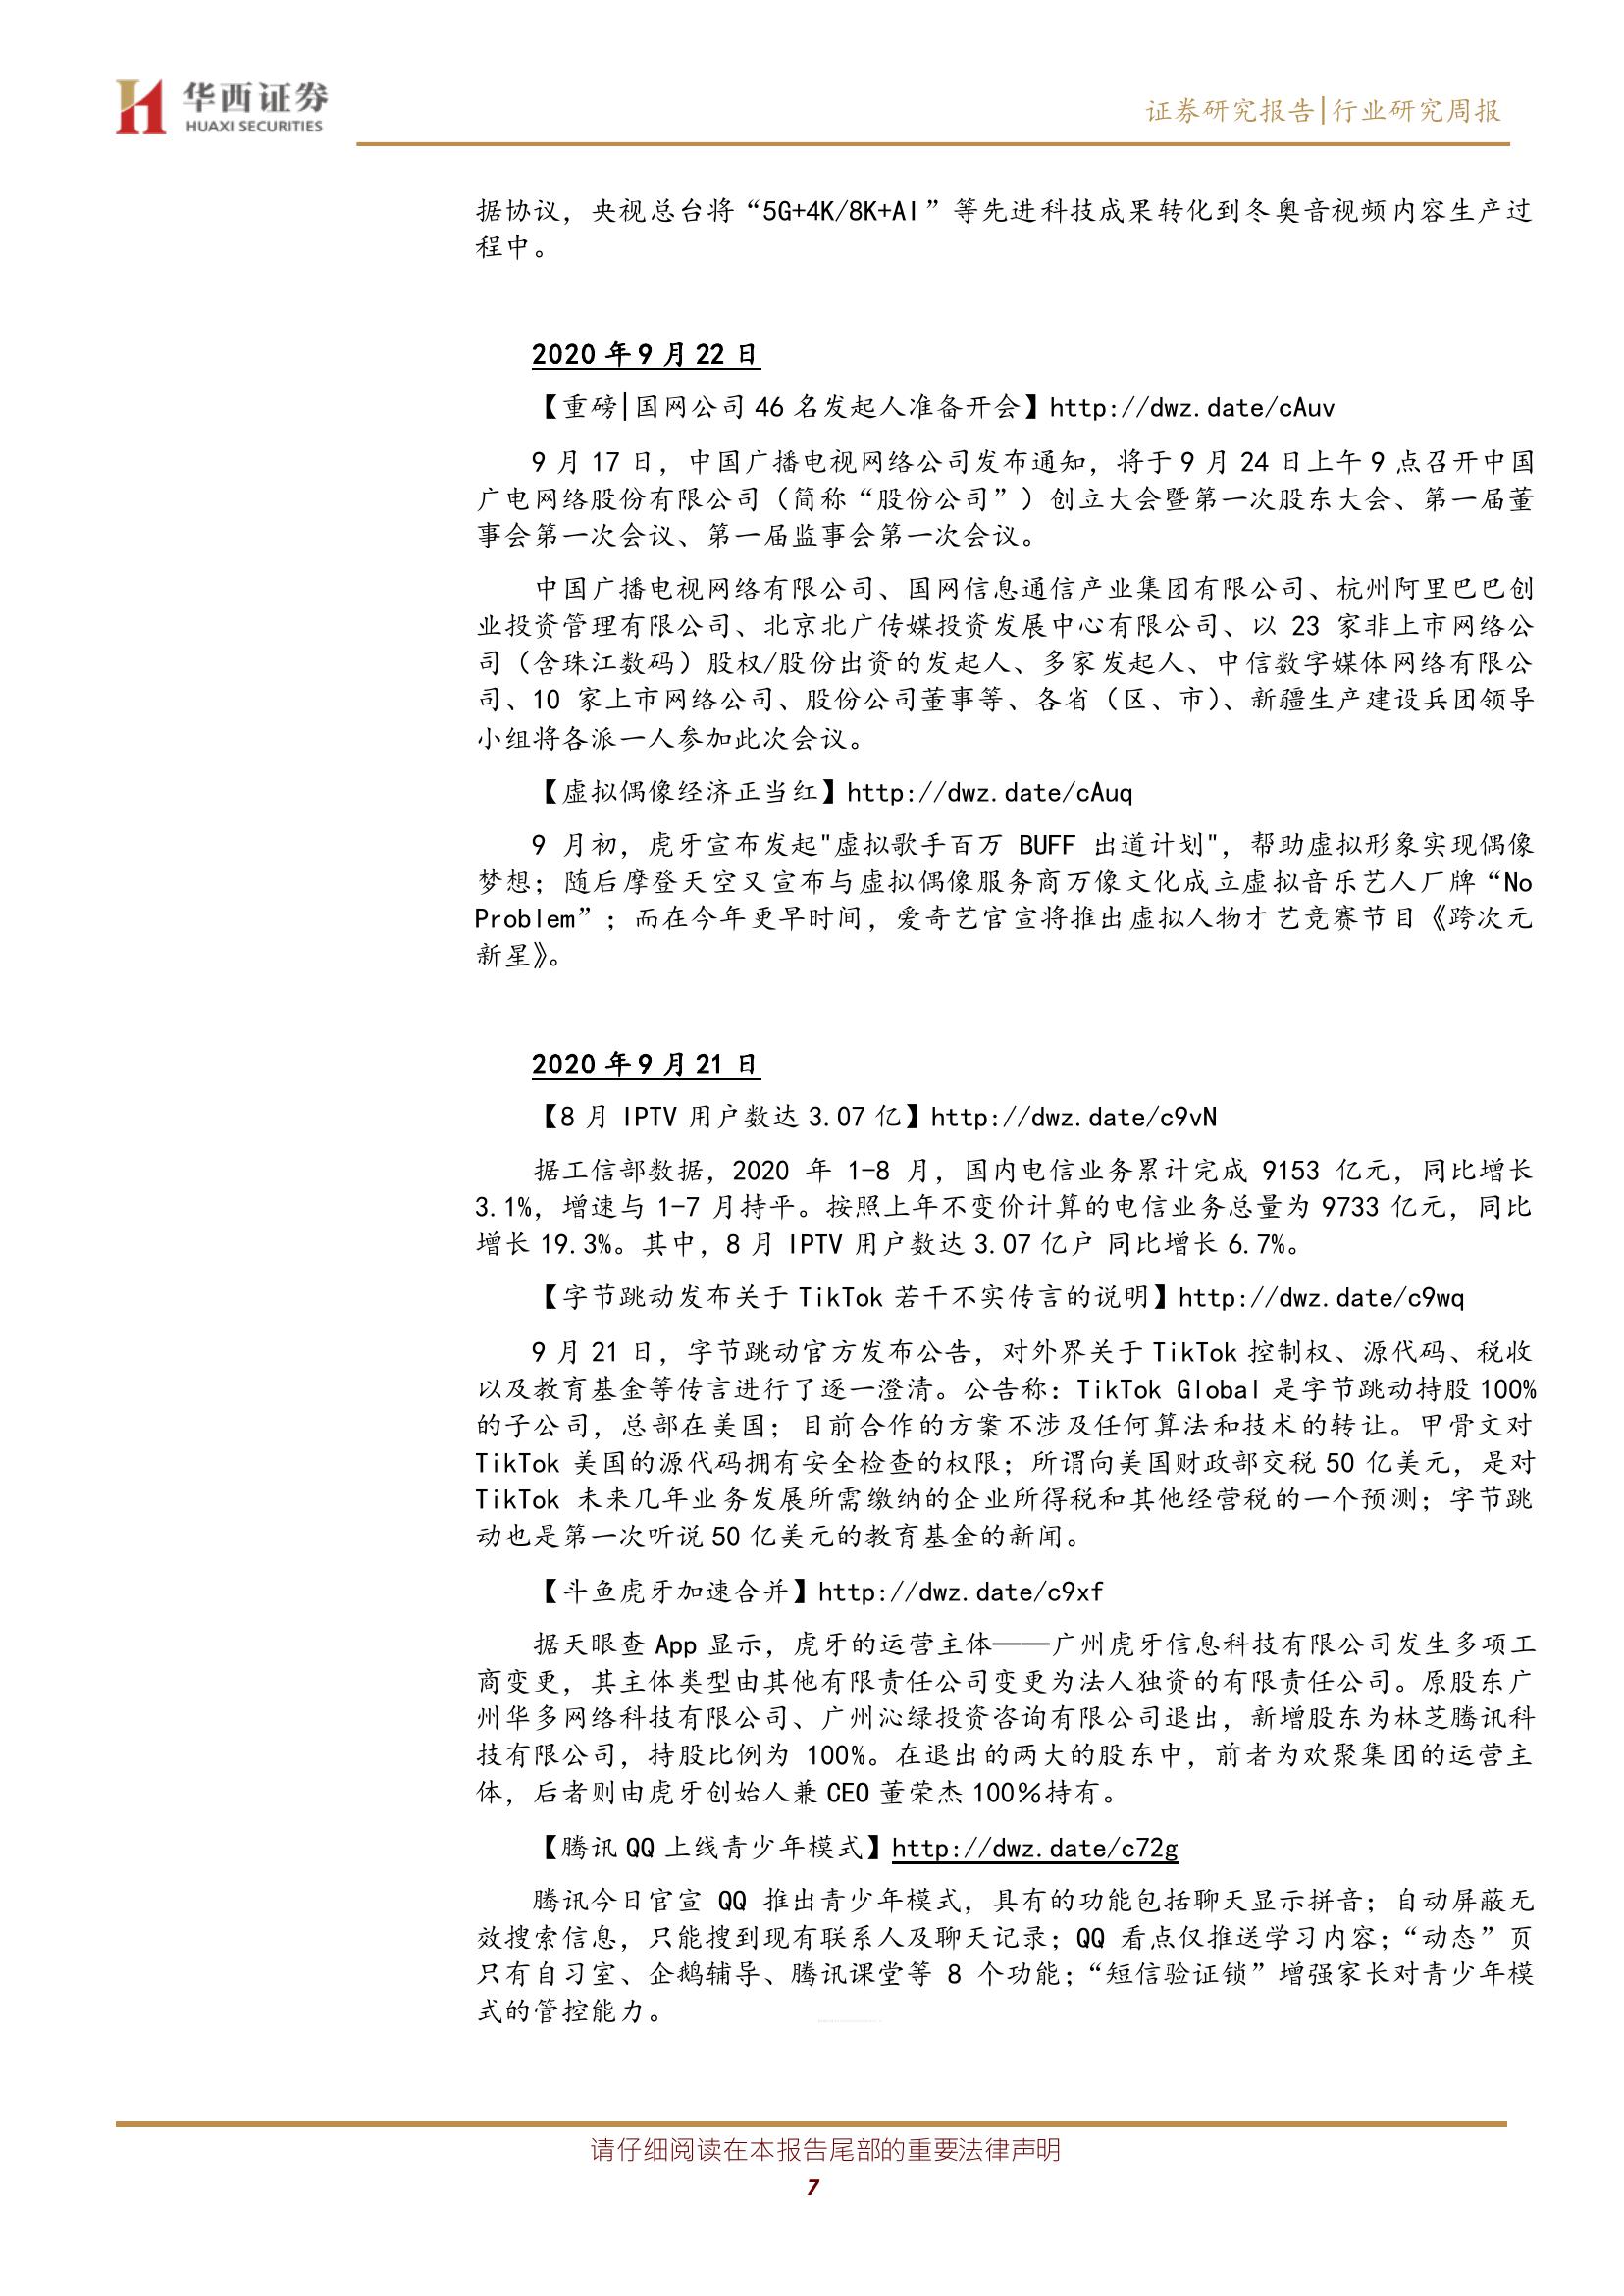 华西证券
HUAXI SECURITIES
证券研究报告|行业研究周报
据协议，央视总台将“5G+4K/8K+AI”等先进科技成果转化到冬奥音视频内容生产过
程中。
2020 年 9 月 22 日
【重磅|国网公司 46 名发起人准备开会】http://dwz.date/cAuv
9 月 17 日，中国广播电视网络公司发布通知，将于 9 月 24 日上午 9 点召开中国
广电网络股份有限公司（简称“股份公司”）创立大会暨第一次股东大会、第一届董
事会第一次会议、第一届监事会第一次会议。
中国广播电视网络有限公司、国网信息通信产业集团有限公司、杭州阿里巴巴创
业投资管理有限公司、北京北广传媒投资发展中心有限公司、以 23 家非上市网络公
司（含珠江数码）股权/股份出资的发起人、多家发起人、中信数字媒体网络有限公
司、10 家上市网络公司、股份公司董事等、各省（区、市）、新疆生产建设兵团领导
小组将各派一人参加此次会议。
【虚拟偶像经济正当红】http://dwz.date/cAuq
9 月初，虎牙宣布发起"虚拟歌手百万 BUFF 出道计划"，帮助虚拟形象实现偶像
梦想；随后摩登天空又宣布与虚拟偶像服务商万像文化成立虚拟音乐艺人厂牌“No
Problem”；而在今年更早时间，爱奇艺官宣将推出虚拟人物才艺竞赛节目《跨次元
新星》。
2020 年 9 月 21 日
【8 月 IPTV 用户数达 3.07 亿】http://dwz.date/c9vN
据工信部数据，2020 年 1-8 月，国内电信业务累计完成 9153 亿元，同比增长
3.1%，增速与 1-7 月持平。按照上年不变价计算的电信业务总量为 9733 亿元，同比
增长 19.3%。其中，8 月 IPTV 用户数达 3.07 亿户 同比增长 6.7%。
【字节跳动发布关于 TikTok 若干不实传言的说明】http://dwz.date/c9wq
9 月 21 日，字节跳动官方发布公告，对外界关于 TikTok 控制权、源代码、税收
以及教育基金等传言进行了逐一澄清。公告称：TikTok Global 是字节跳动持股 100%
的子公司，总部在美国；目前合作的方案不涉及任何算法和技术的转让。甲骨文对
TikTok 美国的源代码拥有安全检查的权限；所谓向美国财政部交税 50 亿美元，是对
TikTok 未来几年业务发展所需缴纳的企业所得税和其他经营税的一个预测；字节跳
动也是第一次听说 50 亿美元的教育基金的新闻。
【斗鱼虎牙加速合并】http://dwz.date/c9xf
据天眼查 App 显示，虎牙的运营主体——广州虎牙信息科技有限公司发生多项工
商变更，其主体类型由其他有限责任公司变更为法人独资的有限责任公司。原股东广
州华多网络科技有限公司、广州沁绿投资咨询有限公司退出，新增股东为林芝腾讯科
技有限公司，持股比例为 100%。在退出的两大的股东中，前者为欢聚集团的运营主
体，后者则由虎牙创始人兼 CEO 董荣杰 100％持有。
【腾讯 QQ 上线青少年模式】http://dwz.date/c72g
腾讯今日官宣 QQ 推出青少年模式，具有的功能包括聊天显示拼音；自动屏蔽无
效搜索信息，只能搜到现有联系人及聊天记录；QQ 看点仅推送学习内容；“动态”页
只有自习室、企鹅辅导、腾讯课堂等 8 个功能；“短信验证锁”增强家长对青少年模
式的管控能力。
请仔细阅读在本报告尾部的重要法律声明
7